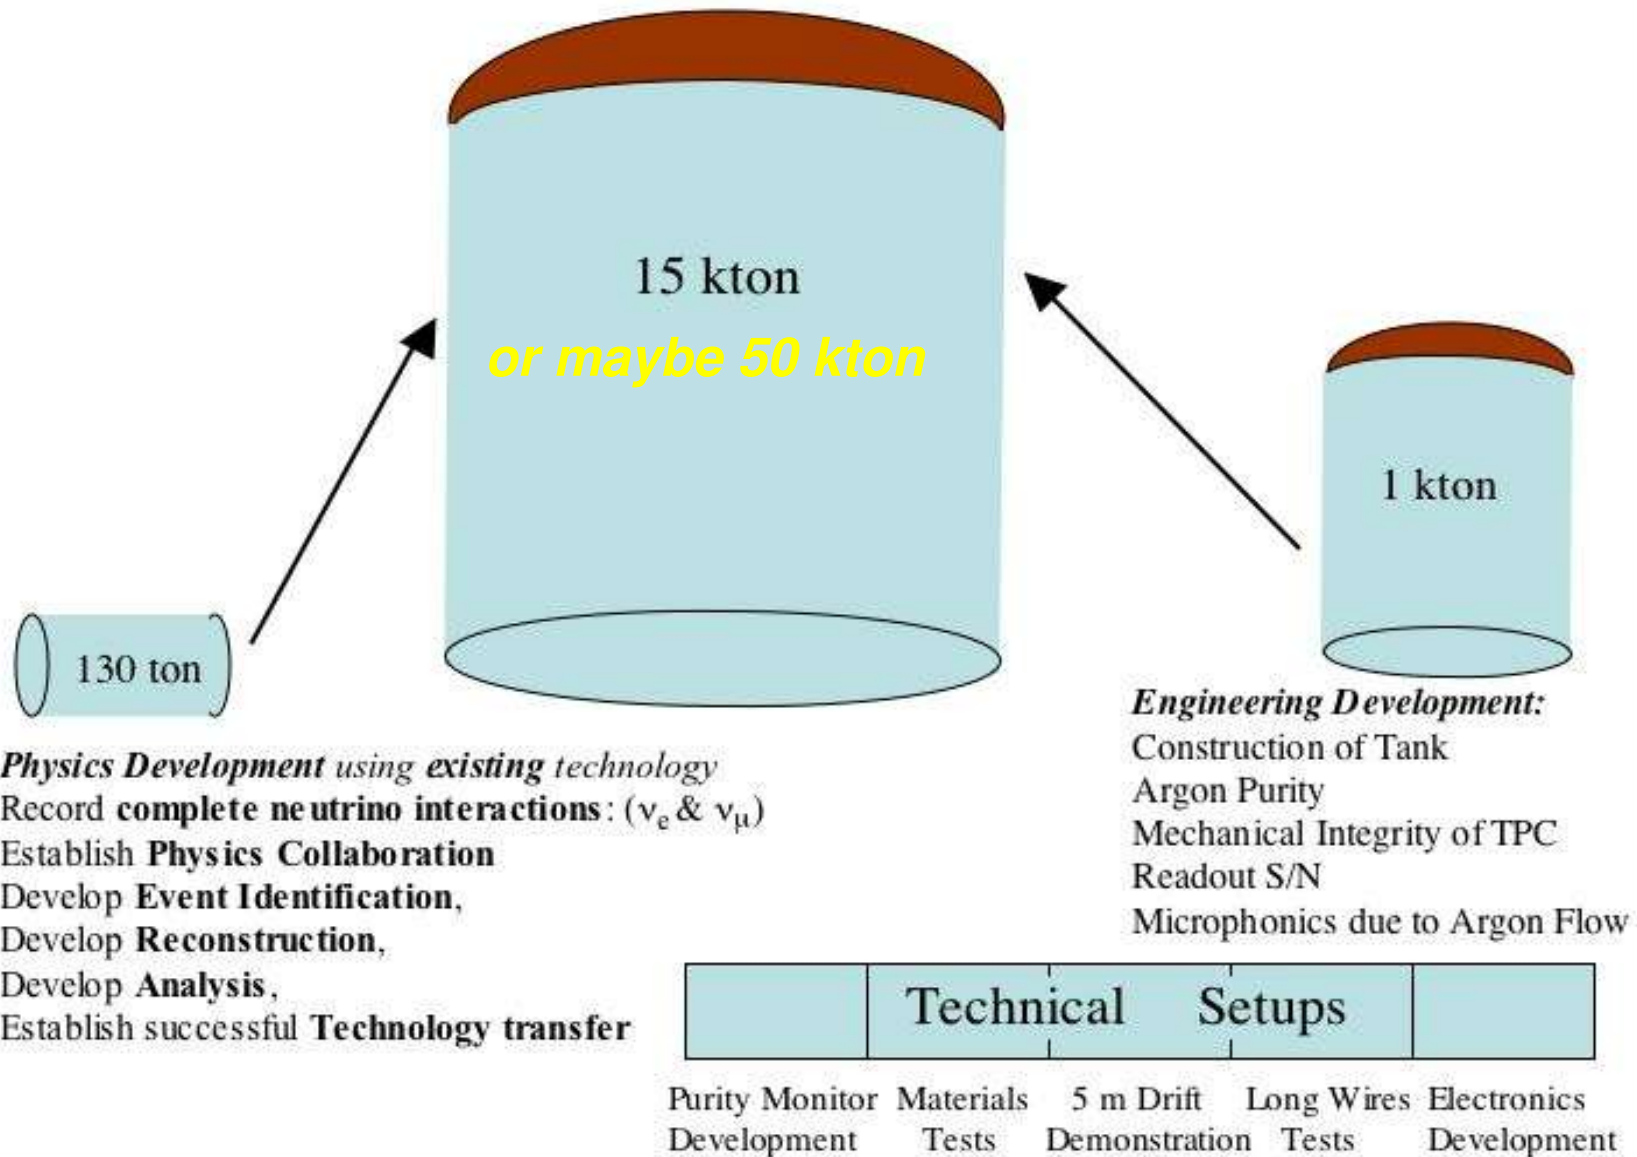 15 kton
or maybe 50 kton
1 kton
130 ton
Engineering Development:
Construction of Tank
Argon Purity
Mechanical Integrity of TPC
Readout S/N
Microphonics due to Argon Flow
Physics Development using existing technology
Record complete neutrino interactions: (νe & νμ)
Establish Physics Collaboration
Develop Event Identification,
Develop Reconstruction,
Develop Analysis,
Establish successful Technology transfer
Technical Setups
Purity Monitor Development
Materials Tests
5 m Drift Demonstration
Long Wires Tests
Electronics Development